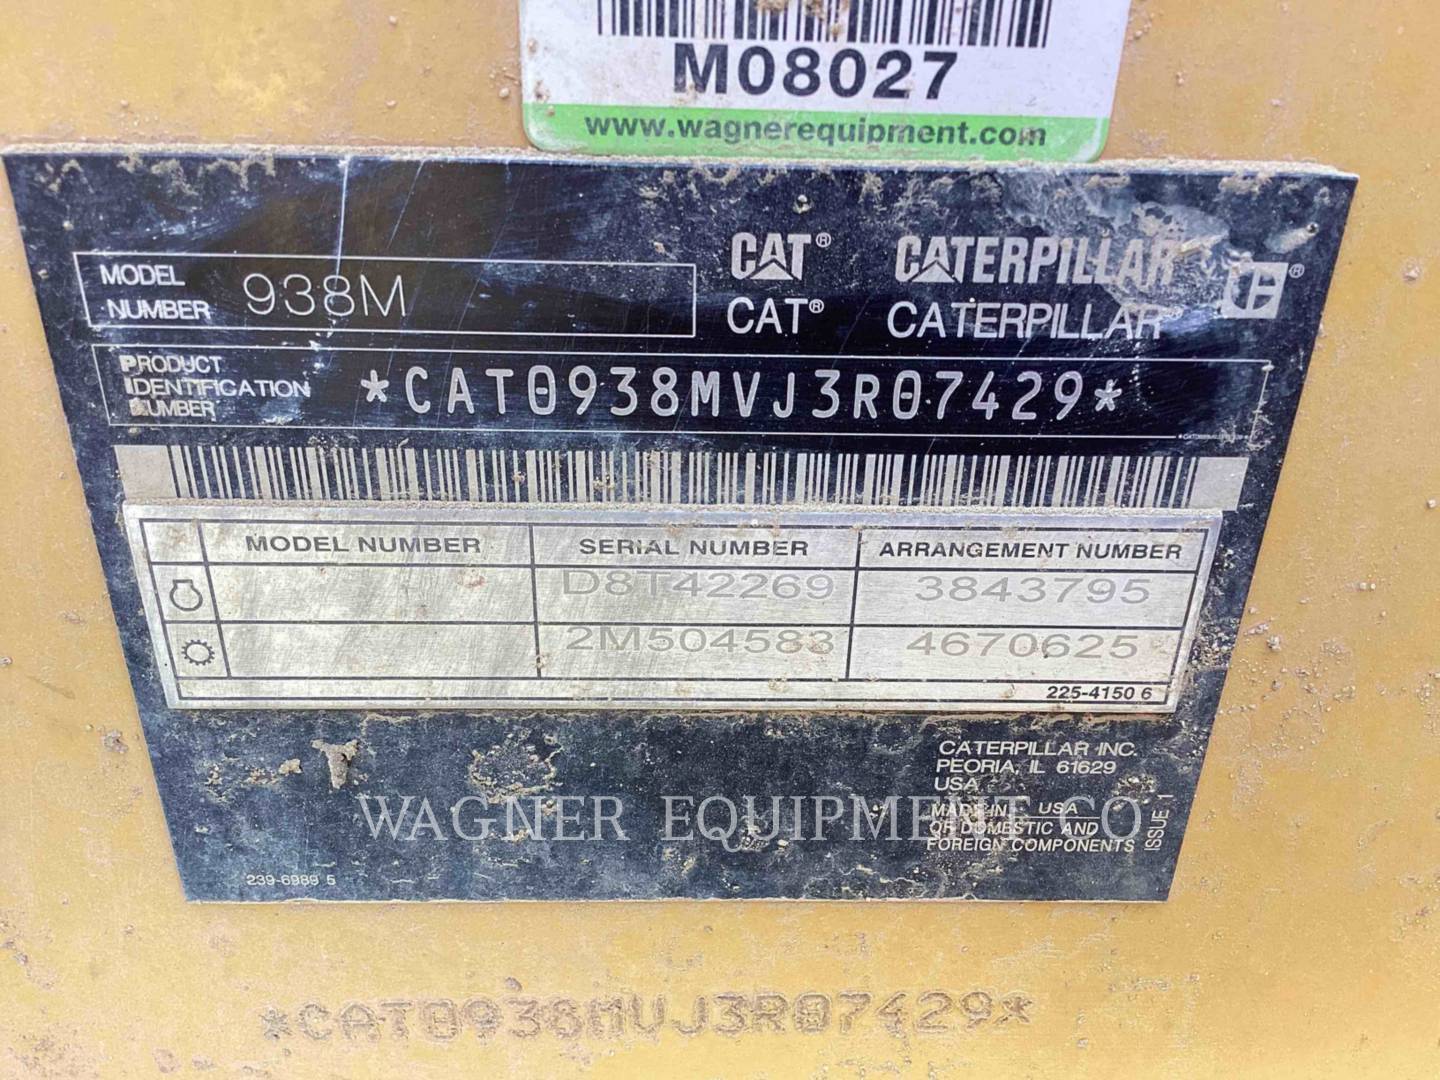 M08027
www.wagnerequipment.com
MODEL
NUMBER
938M
CAT® CATERPILLAR ®
CAT® CATERPILLAR
PRODUCT
IDENTIFICATION
NUMBER
*CAT0938MVJ3R07429*
MODEL NUMBER SERIAL NUMBER ARRANGEMENT NUMBER
D8T42269 3843795
2M504583 4670625
225-4150 6
CATERPILLAR INC.
PEORIA, IL 61629
USA
MADE IN USA
OF DOMESTIC AND
FOREIGN COMPONENTS
ISSUE 1
WAGNER EQUIPMENT CO
239-6989 5
*CAT0938MVJ3R07429*